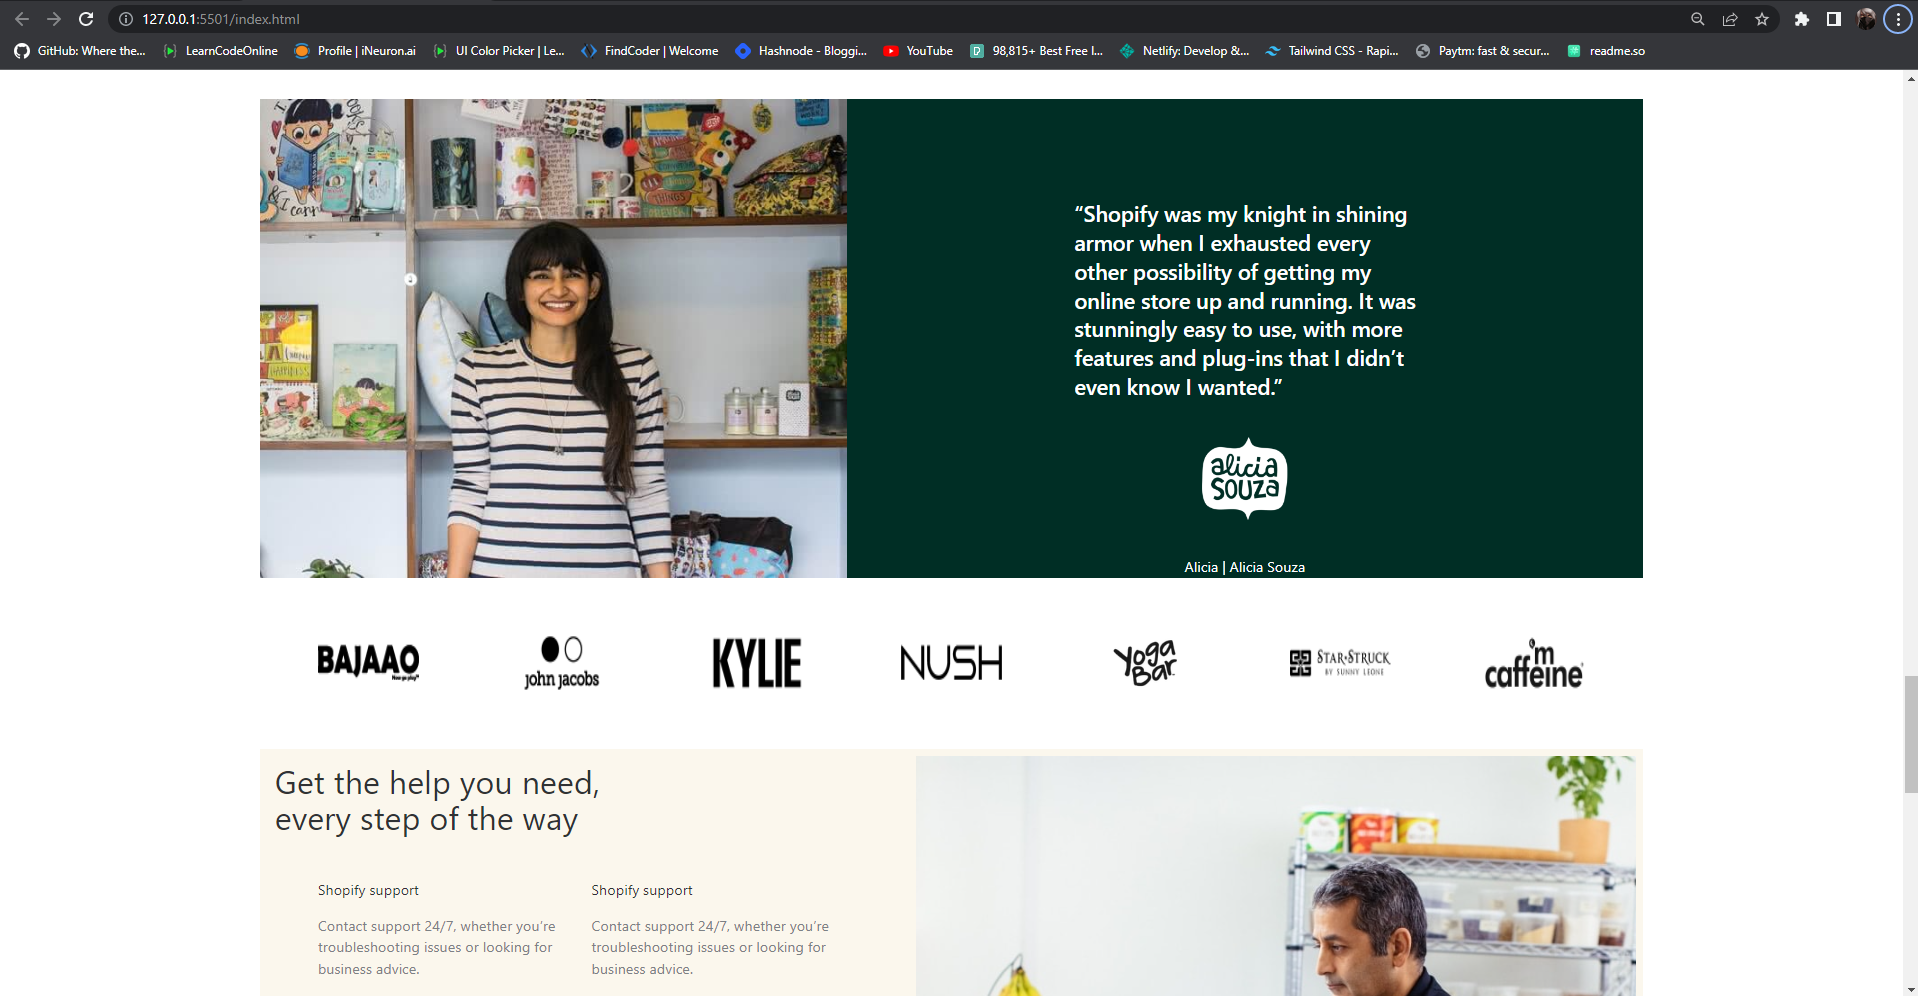 127.0.0.1:5501/index.html
GitHub: Where the...
LearnCodeOnline
Profile | iNeuron.ai
UI Color Picker | Le...
FindCoder | Welcome
Hashnode - Bloggi...
YouTube
98,815+ Best Free I...
Netlify: Develop &...
Tailwind CSS - Rapi...
Paytm: fast & secur...
readme.so
“Shopify was my knight in shining
armor when I exhausted every
other possibility of getting my
online store up and running. It was
stunningly easy to use, with more
features and plug-ins that I didn’t
even know I wanted.”
alicia
SOUZA
Alicia | Alicia Souza
BAJAAO
john jacobs
KYLIE
NUSH
Yoga
Bar
STAR STRUCK
BY SUNNY LEONE
'm
caffeine
Get the help you need,
every step of the way
Shopify support
Contact support 24/7, whether you’re
troubleshooting issues or looking for
business advice.
Shopify support
Contact support 24/7, whether you’re
troubleshooting issues or looking for
business advice.